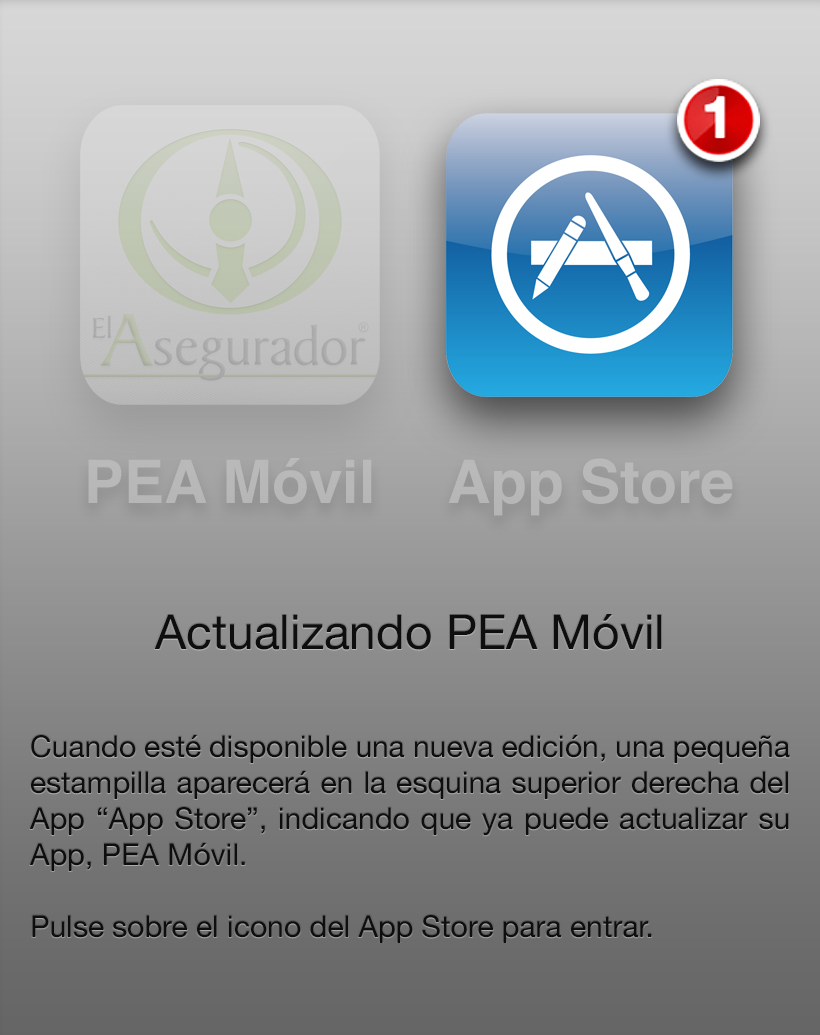 1
El Asegurador®
PEA Móvil
App Store
Actualizando PEA Móvil
Cuando esté disponible una nueva edición, una pequeña
estampilla aparecerá en la esquina superior derecha del
App “App Store”, indicando que ya puede actualizar su
App, PEA Móvil.
Pulse sobre el icono del App Store para entrar.